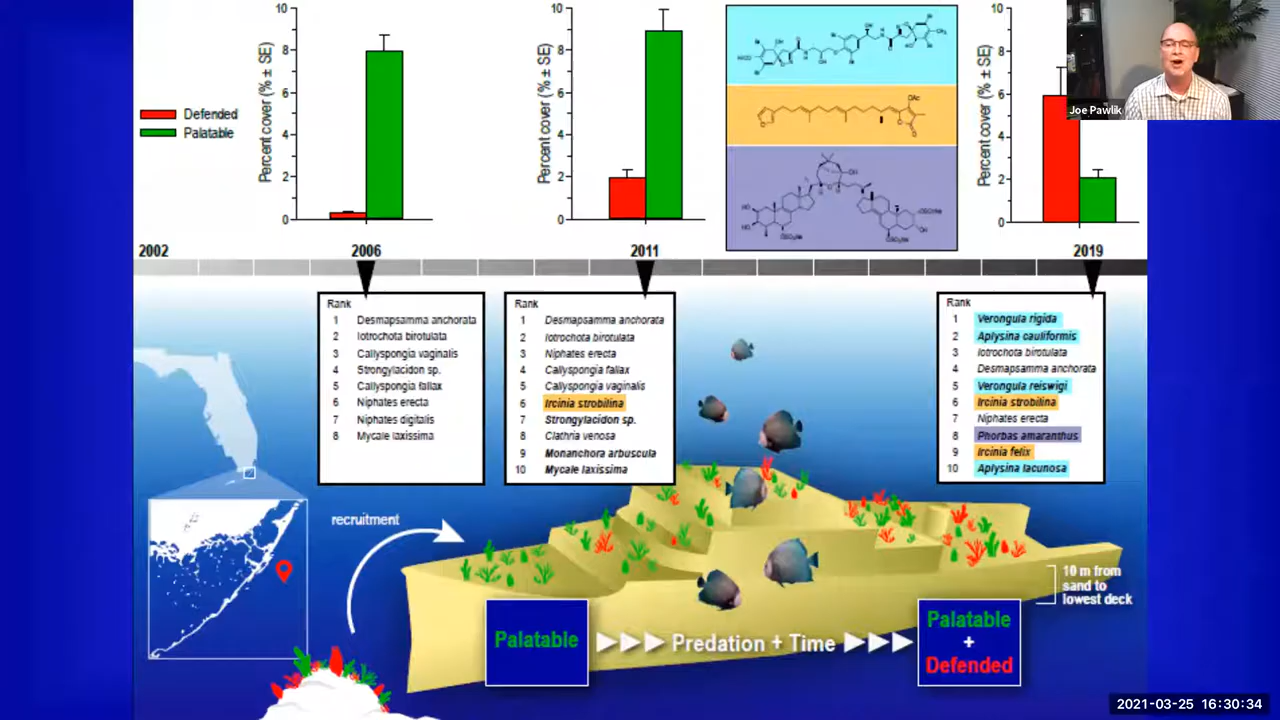 10
8
6
4
2
0
Percent cover (% ± SE)
Defended
Palatable
10
8
6
4
2
0
Percent cover (% ± SE)
10
8
6
4
2
0
Percent cover (% ± SE)
Joe Pawlik
2002
2006
2011
2019
Rank
1 Desmapsamma anchorata
2 Iotrochota birotulata
3 Callyspongia vaginalis
4 Strongylacidon sp.
5 Callyspongia fallax
6 Niphates erecta
7 Niphates digitalis
8 Mycale laxissima
Rank
1 Desmapsamma anchorata
2 Iotrochota birotulata
3 Niphates erecta
4 Callyspongia fallax
5 Callyspongia vaginalis
6 Ircinia strobilina
7 Strongylacidon sp.
8 Clathria venosa
9 Monanchora arbuscula
10 Mycale laxissima
Rank
1 Verongula rigida
2 Aplysina cauliformis
3 Iotrochota birotulata
4 Desmapsamma anchorata
5 Verongula reiswigi
6 Ircinia strobilina
7 Niphates erecta
8 Phorbas amaranthus
9 Ircinia felix
10 Aplysina lacunosa
recruitment
10 m from
sand to
lowest deck
Palatable
Predation + Time
Palatable
+
Defended
2021-03-25 16:30:34